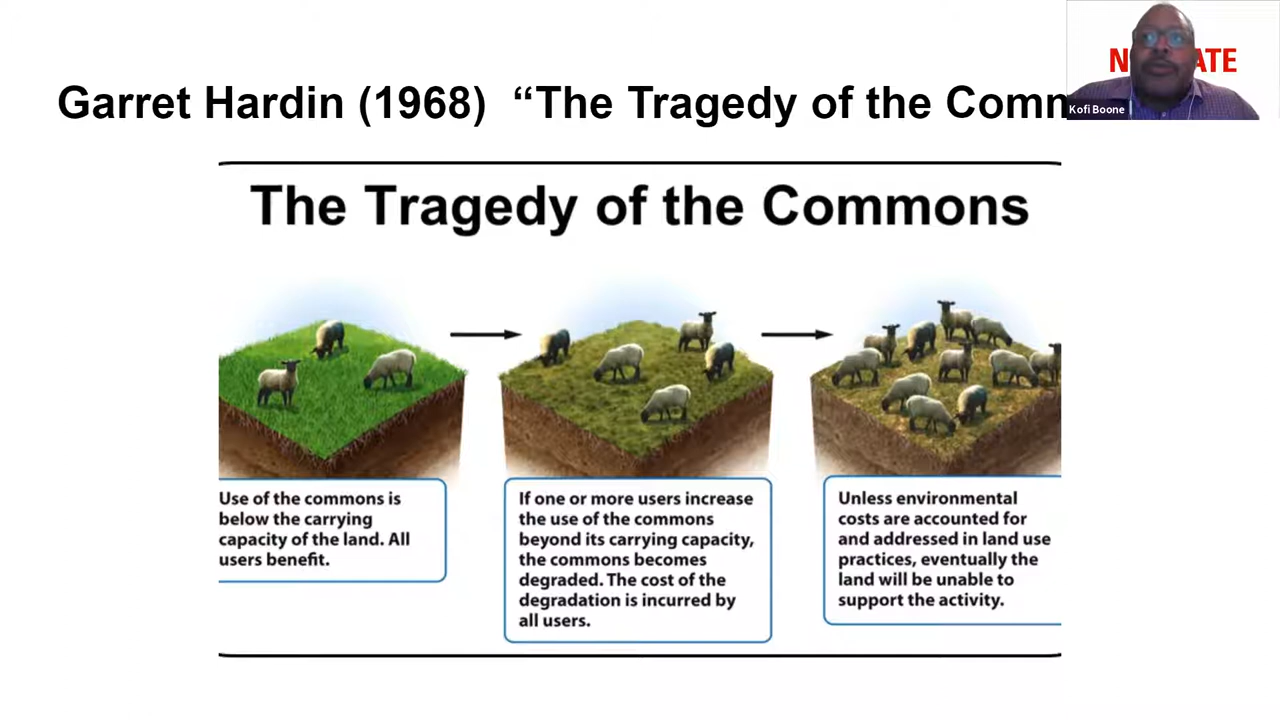 Garret Hardin (1968) “The Tragedy of the Comm
N ATE
Kofi Boone
The Tragedy of the Commons
Use of the commons is
below the carrying
capacity of the land. All
users benefit.
If one or more users increase
the use of the commons
beyond its carrying capacity,
the commons becomes
degraded. The cost of the
degradation is incurred by
all users.
Unless environmental
costs are accounted for
and addressed in land use
practices, eventually the
land will be unable to
support the activity.